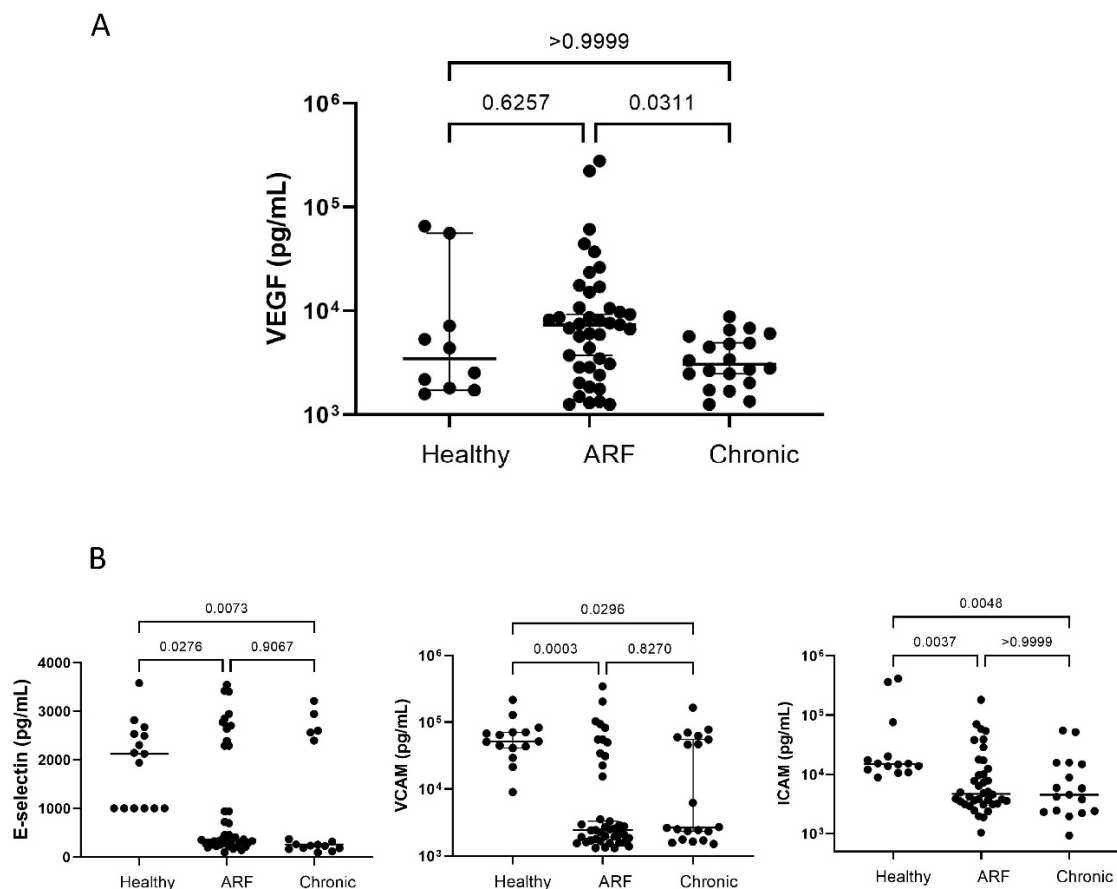 A
>0.9999
0.6257 0.0311
10⁶
10⁵
10⁴
10³
VEGF (pg/mL)
Healthy ARF Chronic
B
0.0073
0.0276 0.9067
4000
3000
2000
1000
0
E-selectin (pg/mL)
Healthy ARF Chronic
0.0296
0.0003 0.8270
10⁶
10⁵
10⁴
10³
VCAM (pg/mL)
Healthy ARF Chronic
0.0048
0.0037 >0.9999
10⁶
10⁵
10⁴
10³
ICAM (pg/mL)
Healthy ARF Chronic